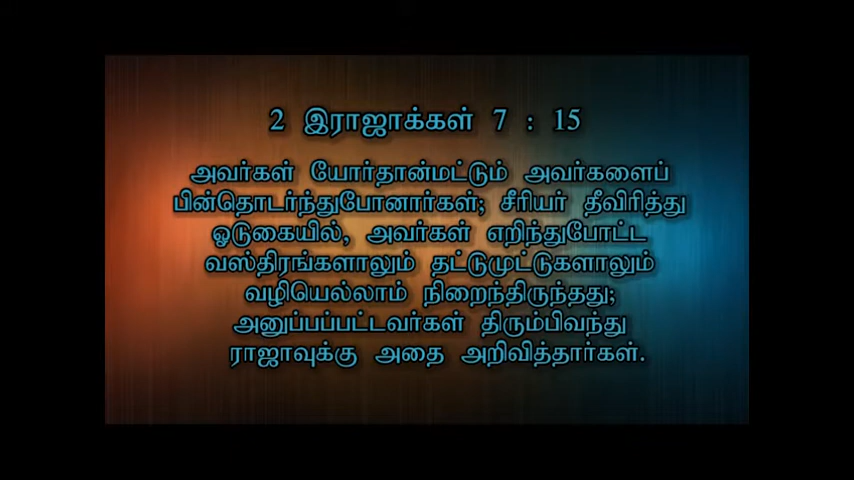 2 இராஜாக்கள் 7 : 15
அவர்கள் யோர்தான்மட்டும் அவர்களைப்
பின்தொடர்ந்துபோனார்கள்; சீரியர் தீவிரித்து
ஓடுகையில், அவர்கள் எறிந்துபோட்ட
வஸ்திரங்களாலும் தட்டுமுட்டுகளாலும்
வழியெல்லாம் நிறைந்திருந்தது;
அனுப்பப்பட்டவர்கள் திரும்பிவந்து
ராஜாவுக்கு அதை அறிவித்தார்கள்.